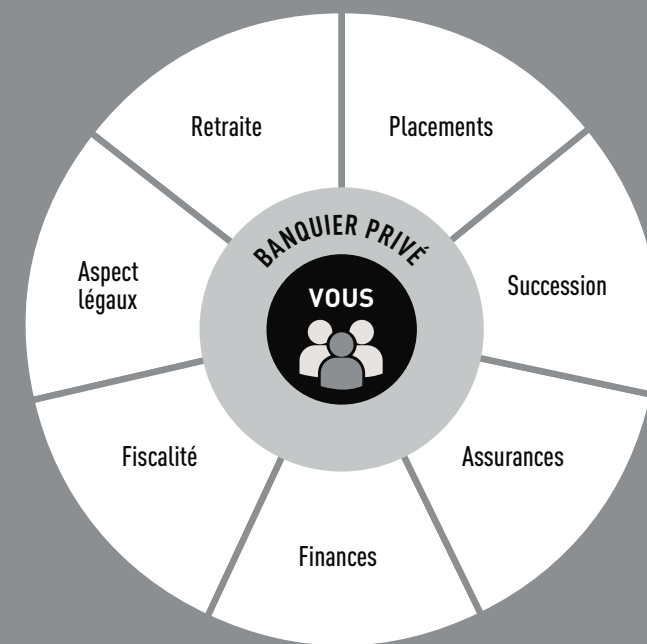 Retraite
Placements
Aspect
légaux
BANQUIER PRIVÉ
VOUS
Succession
Fiscalité
Assurances
Finances